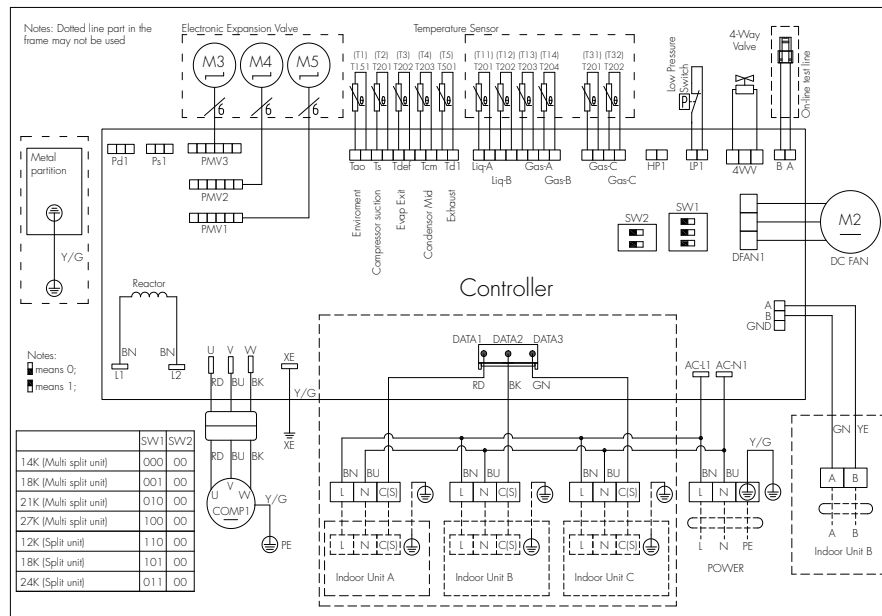 Notes: Dotted line part in the
frame may not be used
Electronic Expansion Valve
Temperature Sensor
4-Way
Valve
On-line test line
Low Pressure
Switch
M3
M4
M5
(T1) (T2) (T3) (T4) (T5)
T151 T201 T202 T203 T501
(T11) (T12) (T13) (T14)
T201 T202 T203 T204
(T31) (T32)
T201 T202
P
6 6 6
Metal
partition
Y/G
Pd1
Ps1
PMV3
PMV2
PMV1
Tao Ts Tdef Tcm Td1
Enviroment
Compressor suction
Evap Exit
Condensor Mid
Exhaust
Liq-A
Liq-B
Gas-A
Gas-B
Gas-C
Gas-C
HP1
LP1
4WV
B A
SW2
SW1
DFAN1
M2
DC FAN
Controller
Reactor
BN
BN
L1
L2
A
B
GND
Notes:
means 0;
means 1;
U V W
XE
RD BU BK
Y/G
XE
RD BU BK
U V W
COMP1
Y/G
PE
DATA1 DATA2 DATA3
RD BK GN
AC-L1 AC-N1
BN BU
BN BU
BN BU
Y/G
L N C(S)
L N C(S)
L N C(S)
L N
L N C(S)
L N C(S)
L N C(S)
L N PE
Indoor Unit A
Indoor Unit B
Indoor Unit C
POWER
GN YE
A B
A B
Indoor Unit B
SW1 SW2
14K (Multi split unit) 000 00
18K (Multi split unit) 001 00
21K (Multi split unit) 010 00
27K (Multi split unit) 100 00
12K (Split unit) 110 00
18K (Split unit) 101 00
24K (Split unit) 011 00